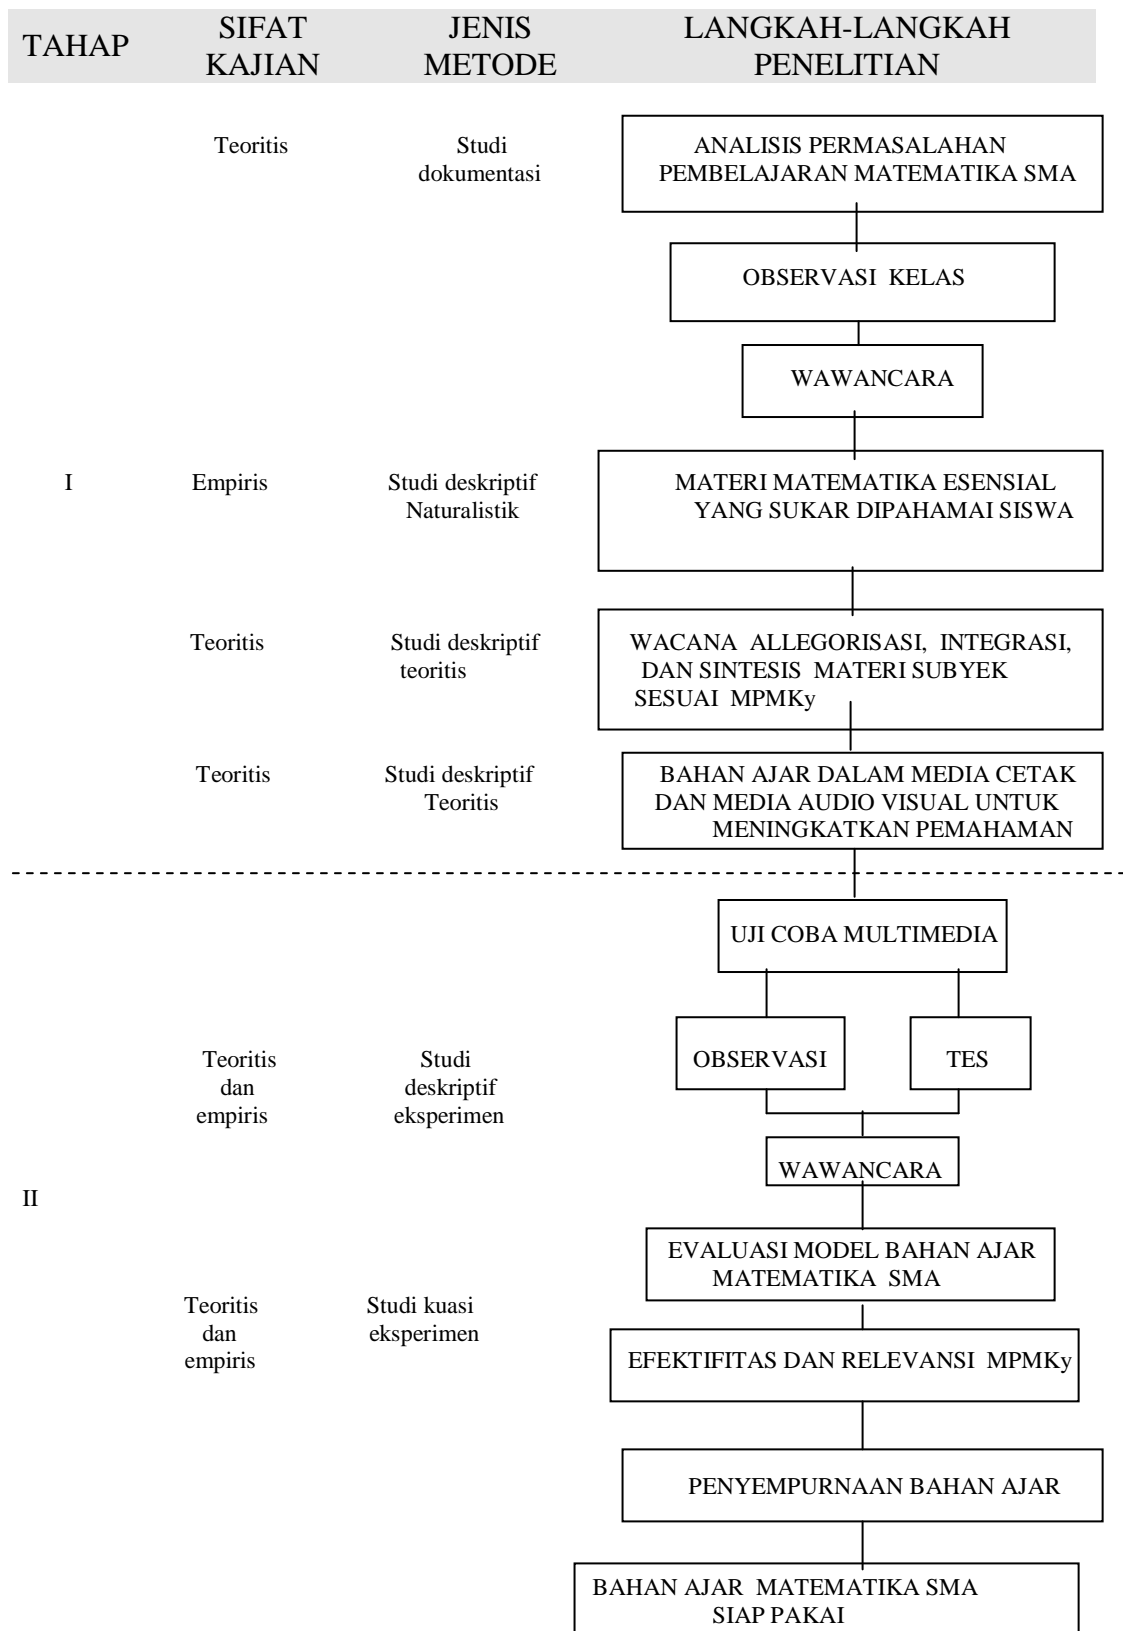 TAHAP
SIFAT
KAJIAN
JENIS
METODE
LANGKAH-LANGKAH
PENELITIAN
Teoritis
Studi
dokumentasi
ANALISIS PERMASALAHAN
PEMBELAJARAN MATEMATIKA SMA
OBSERVASI KELAS
WAWANCARA
I
Empiris
Studi deskriptif
Naturalistik
MATERI MATEMATIKA ESENSIAL
YANG SUKAR DIPAHAMAI SISWA
Teoritis
Studi deskriptif
teoritis
WACANA ALLEGORISASI, INTEGRASI,
DAN SINTESIS MATERI SUBYEK
SESUAI MPMKy
Teoritis
Studi deskriptif
Teoritis
BAHAN AJAR DALAM MEDIA CETAK
DAN MEDIA AUDIO VISUAL UNTUK
MENINGKATKAN PEMAHAMAN
UJI COBA MULTIMEDIA
Teoritis
dan
empiris
Studi
deskriptif
eksperimen
OBSERVASI
TES
WAWANCARA
II
EVALUASI MODEL BAHAN AJAR
MATEMATIKA SMA
Teoritis
dan
empiris
Studi kuasi
eksperimen
EFEKTIFITAS DAN RELEVANSI MPMKy
PENYEMPURNAAN BAHAN AJAR
BAHAN AJAR MATEMATIKA SMA
SIAP PAKAI